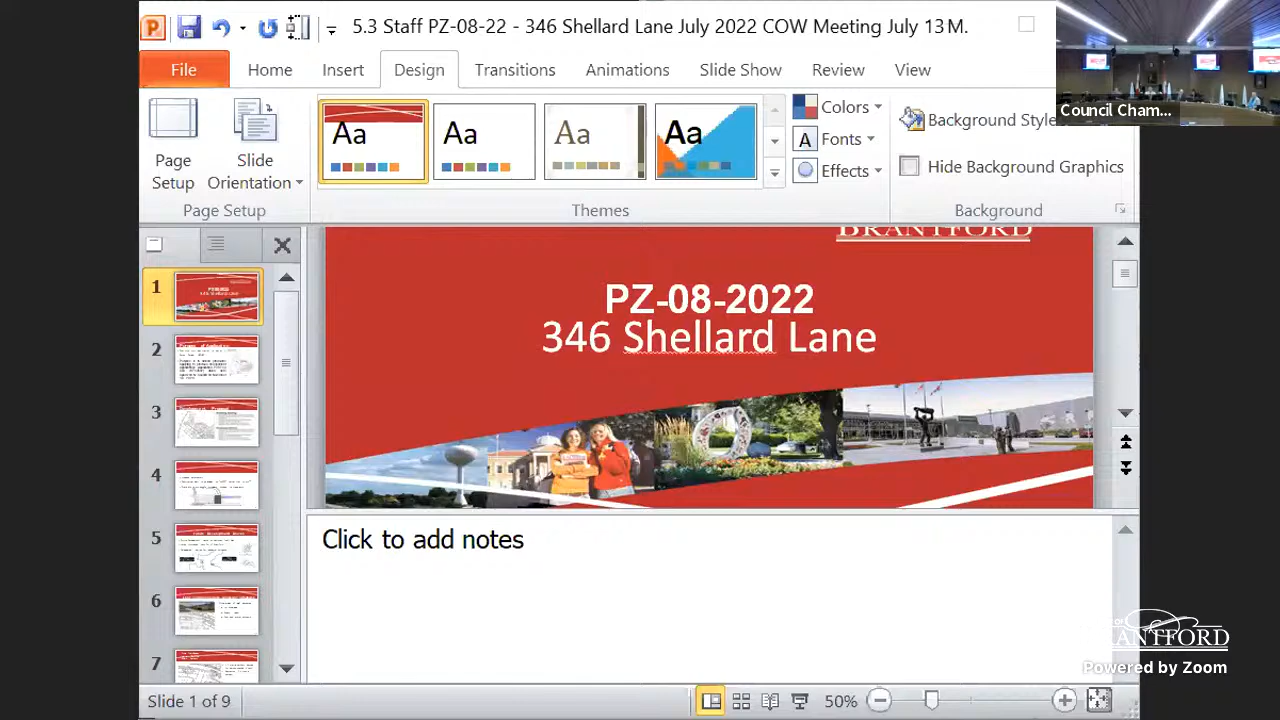 5.3 Staff PZ-08-22 - 346 Shellard Lane July 2022 COW Meeting July 13 M.
File
Home
Insert
Design
Transitions
Animations
Slide Show
Review
View
Council Cham...
Page
Setup
Slide
Orientation
Aa
Aa
Aa
Aa
Colors
Fonts
Effects
Background Style
Hide Background Graphics
Page Setup
Themes
Background
BRANTFORD
PZ-08-2022
346 Shellard Lane
1
2
3
4
5
6
7
Click to add notes
BRANTFORD
Powered by Zoom
Slide 1 of 9
50%